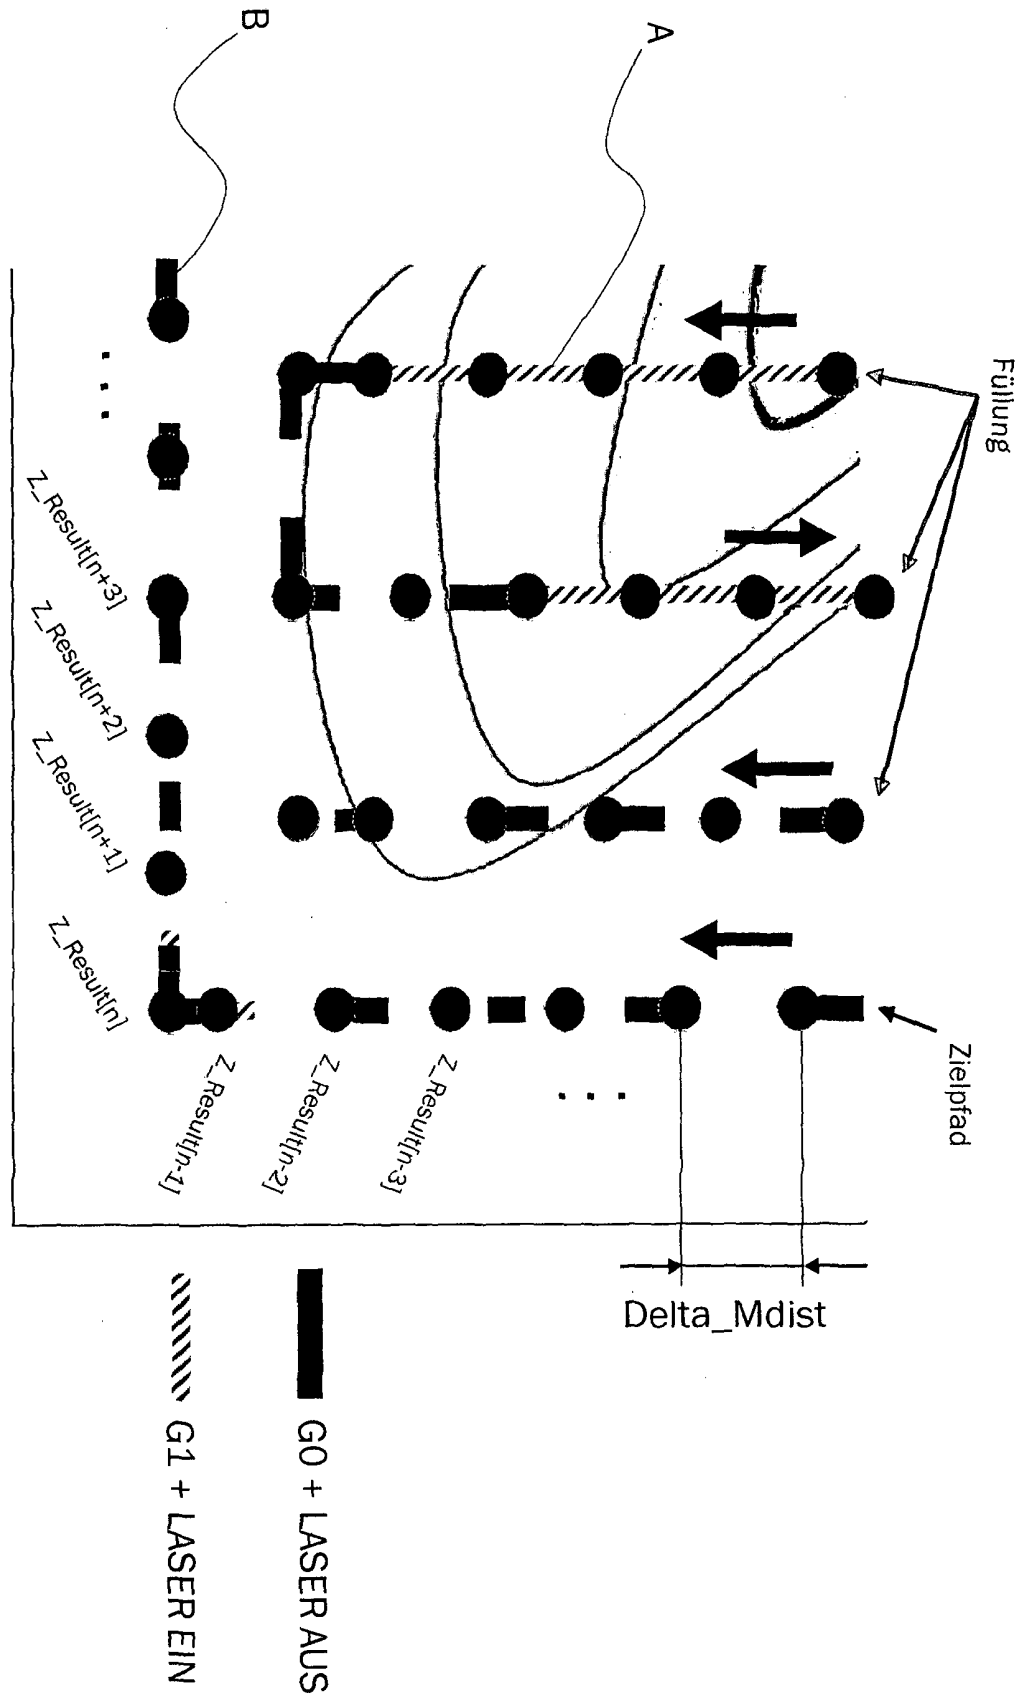 Füllung
A
B
Zielpfad
Z_Result[n+3]
Z_Result[n+2]
Z_Result[n+1]
Z_Result[n]
Z_Result[n-1]
Z_Result[n-2]
Z_Result[n-3]
Delta_Mdist
G0 + LASER AUS
G1 + LASER EIN